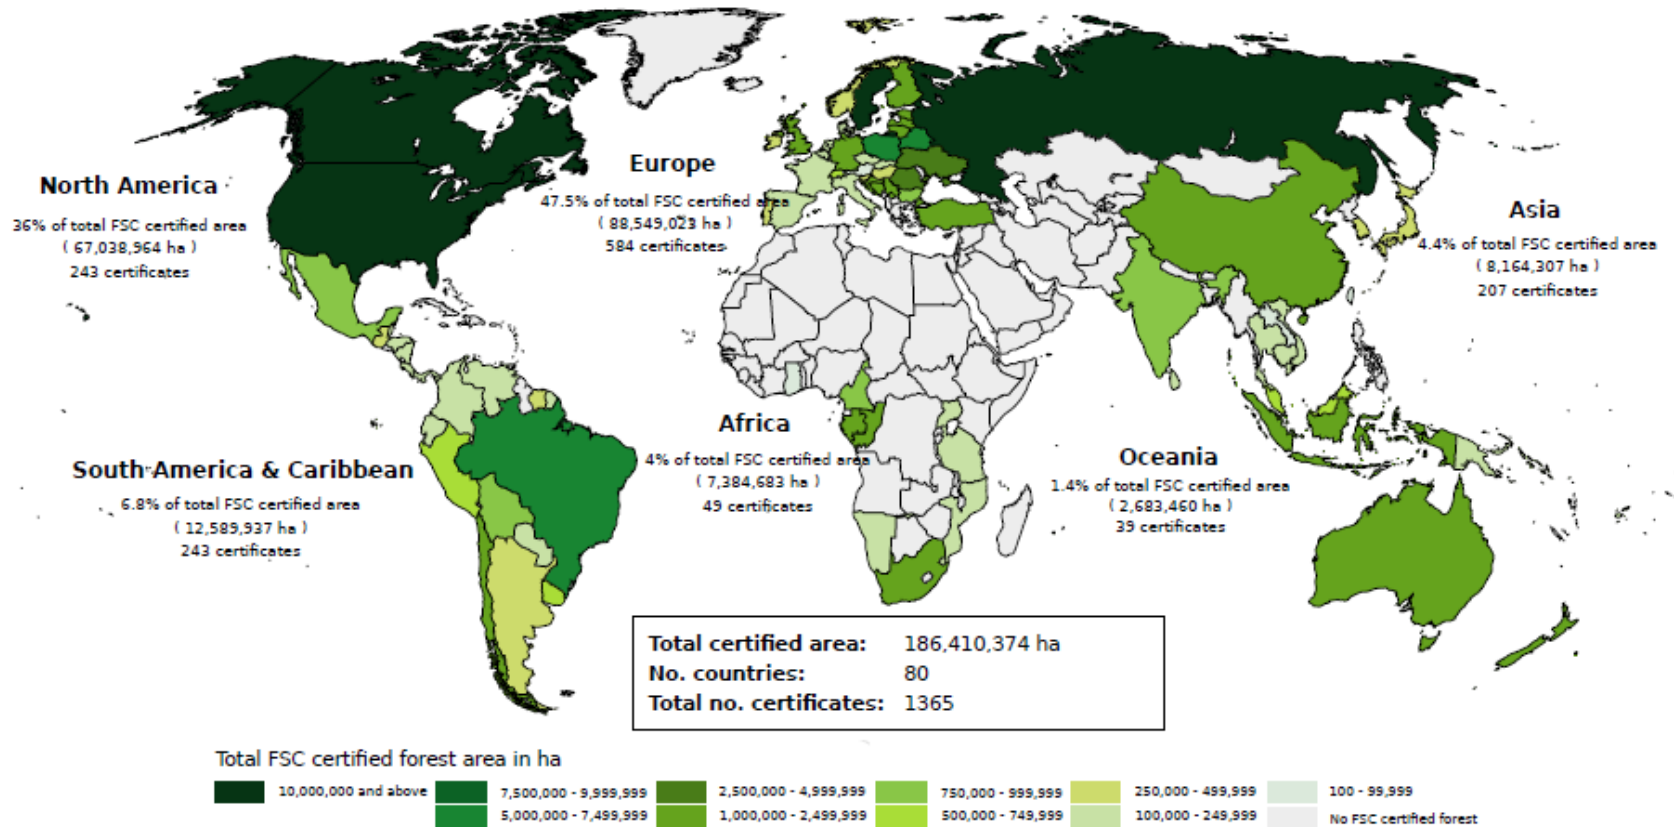 North America
36% of total FSC certified area
( 67,038,964 ha )
243 certificates
Europe
47.5% of total FSC certified area
( 88,549,023 ha )
584 certificates
Asia
4.4% of total FSC certified area
( 8,164,307 ha )
207 certificates
South America & Caribbean
6.8% of total FSC certified area
( 12,589,937 ha )
243 certificates
Africa
4% of total FSC certified area
( 7,384,683 ha )
49 certificates
Oceania
1.4% of total FSC certified area
( 2,683,460 ha )
39 certificates
Total certified area: 186,410,374 ha
No. countries: 80
Total no. certificates: 1365
Total FSC certified forest area in ha
10,000,000 and above
7,500,000 - 9,999,999
2,500,000 - 4,999,999
750,000 - 999,999
250,000 - 499,999
100 - 99,999
5,000,000 - 7,499,999
1,000,000 - 2,499,999
500,000 - 749,999
100,000 - 249,999
No FSC certified forest